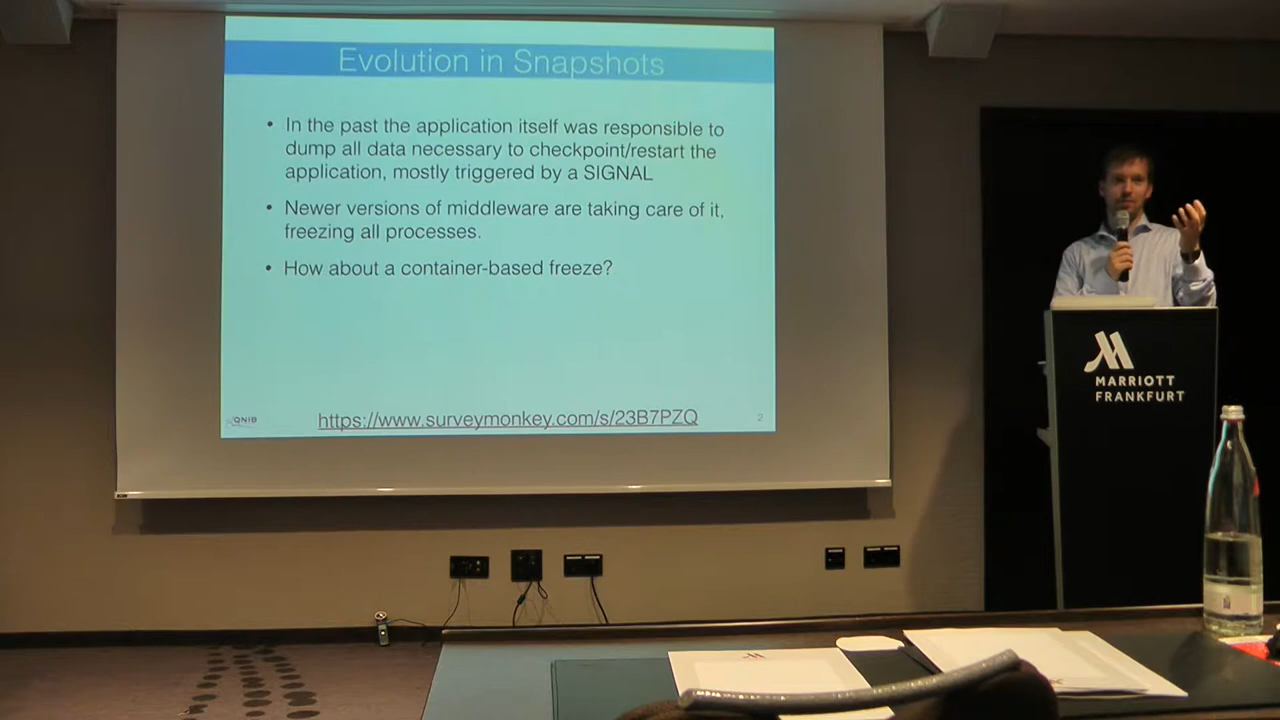 Evolution in Snapshots
• In the past the application itself was responsible to
dump all data necessary to checkpoint/restart the
application, mostly triggered by a SIGNAL
• Newer versions of middleware are taking care of it,
freezing all processes.
• How about a container-based freeze?
QNIB
https://www.surveymonkey.com/s/23B7PZQ
2
MARRIOTT
FRANKFURT